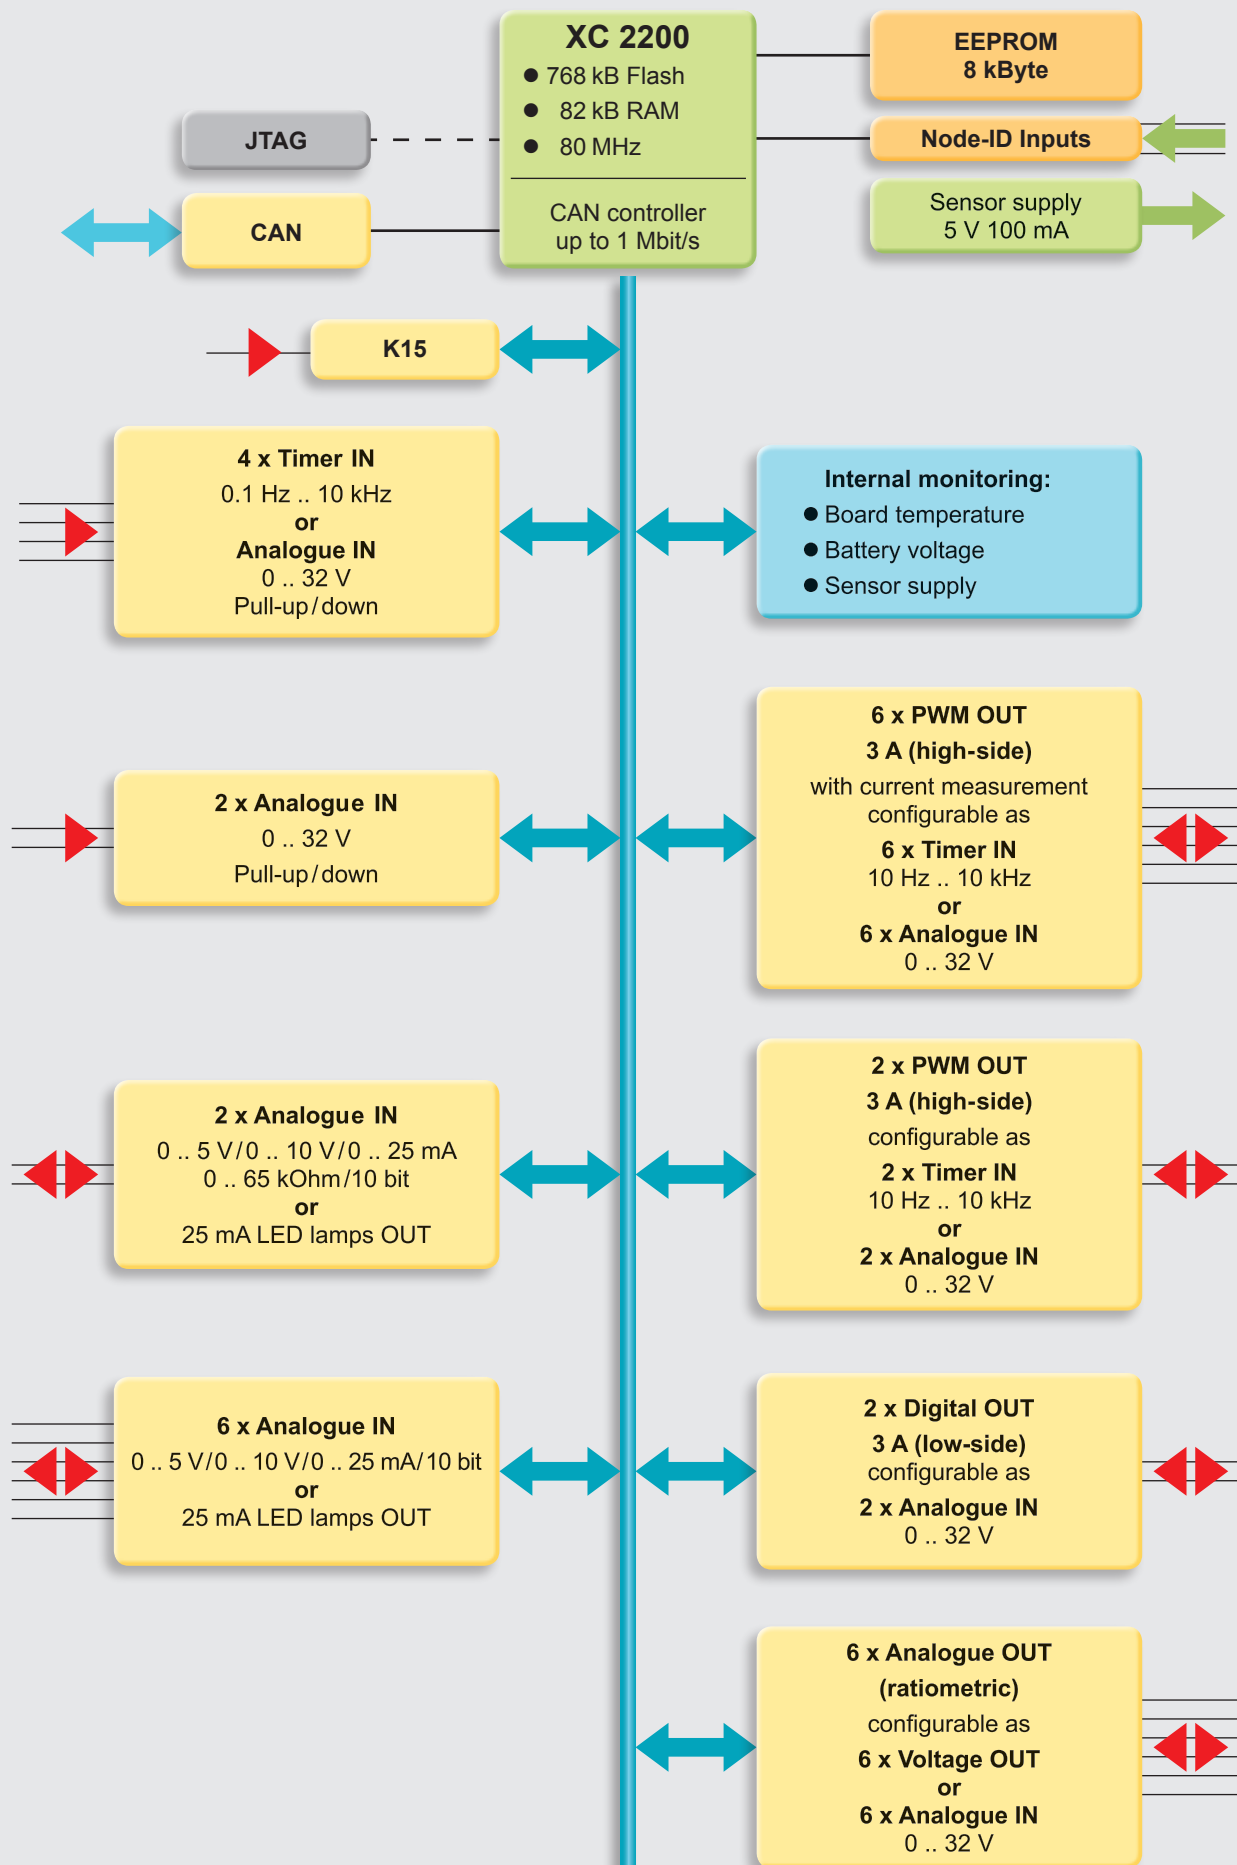 XC 2200
● 768 kB Flash
● 82 kB RAM
● 80 MHz
CAN controller
up to 1 Mbit/s
EEPROM
8 kByte
JTAG
Node-ID Inputs
CAN
Sensor supply
5 V 100 mA
K15
4 x Timer IN
0.1 Hz .. 10 kHz
or
Analogue IN
0 .. 32 V
Pull-up/down
Internal monitoring:
● Board temperature
● Battery voltage
● Sensor supply
2 x Analogue IN
0 .. 32 V
Pull-up/down
6 x PWM OUT
3 A (high-side)
with current measurement
configurable as
6 x Timer IN
10 Hz .. 10 kHz
or
6 x Analogue IN
0 .. 32 V
2 x Analogue IN
0 .. 5 V/0 .. 10 V/0 .. 25 mA
0 .. 65 kOhm/10 bit
or
25 mA LED lamps OUT
2 x PWM OUT
3 A (high-side)
configurable as
2 x Timer IN
10 Hz .. 10 kHz
or
2 x Analogue IN
0 .. 32 V
6 x Analogue IN
0 .. 5 V/0 .. 10 V/0 .. 25 mA/10 bit
or
25 mA LED lamps OUT
2 x Digital OUT
3 A (low-side)
configurable as
2 x Analogue IN
0 .. 32 V
6 x Analogue OUT
(ratiometric)
configurable as
6 x Voltage OUT
or
6 x Analogue IN
0 .. 32 V